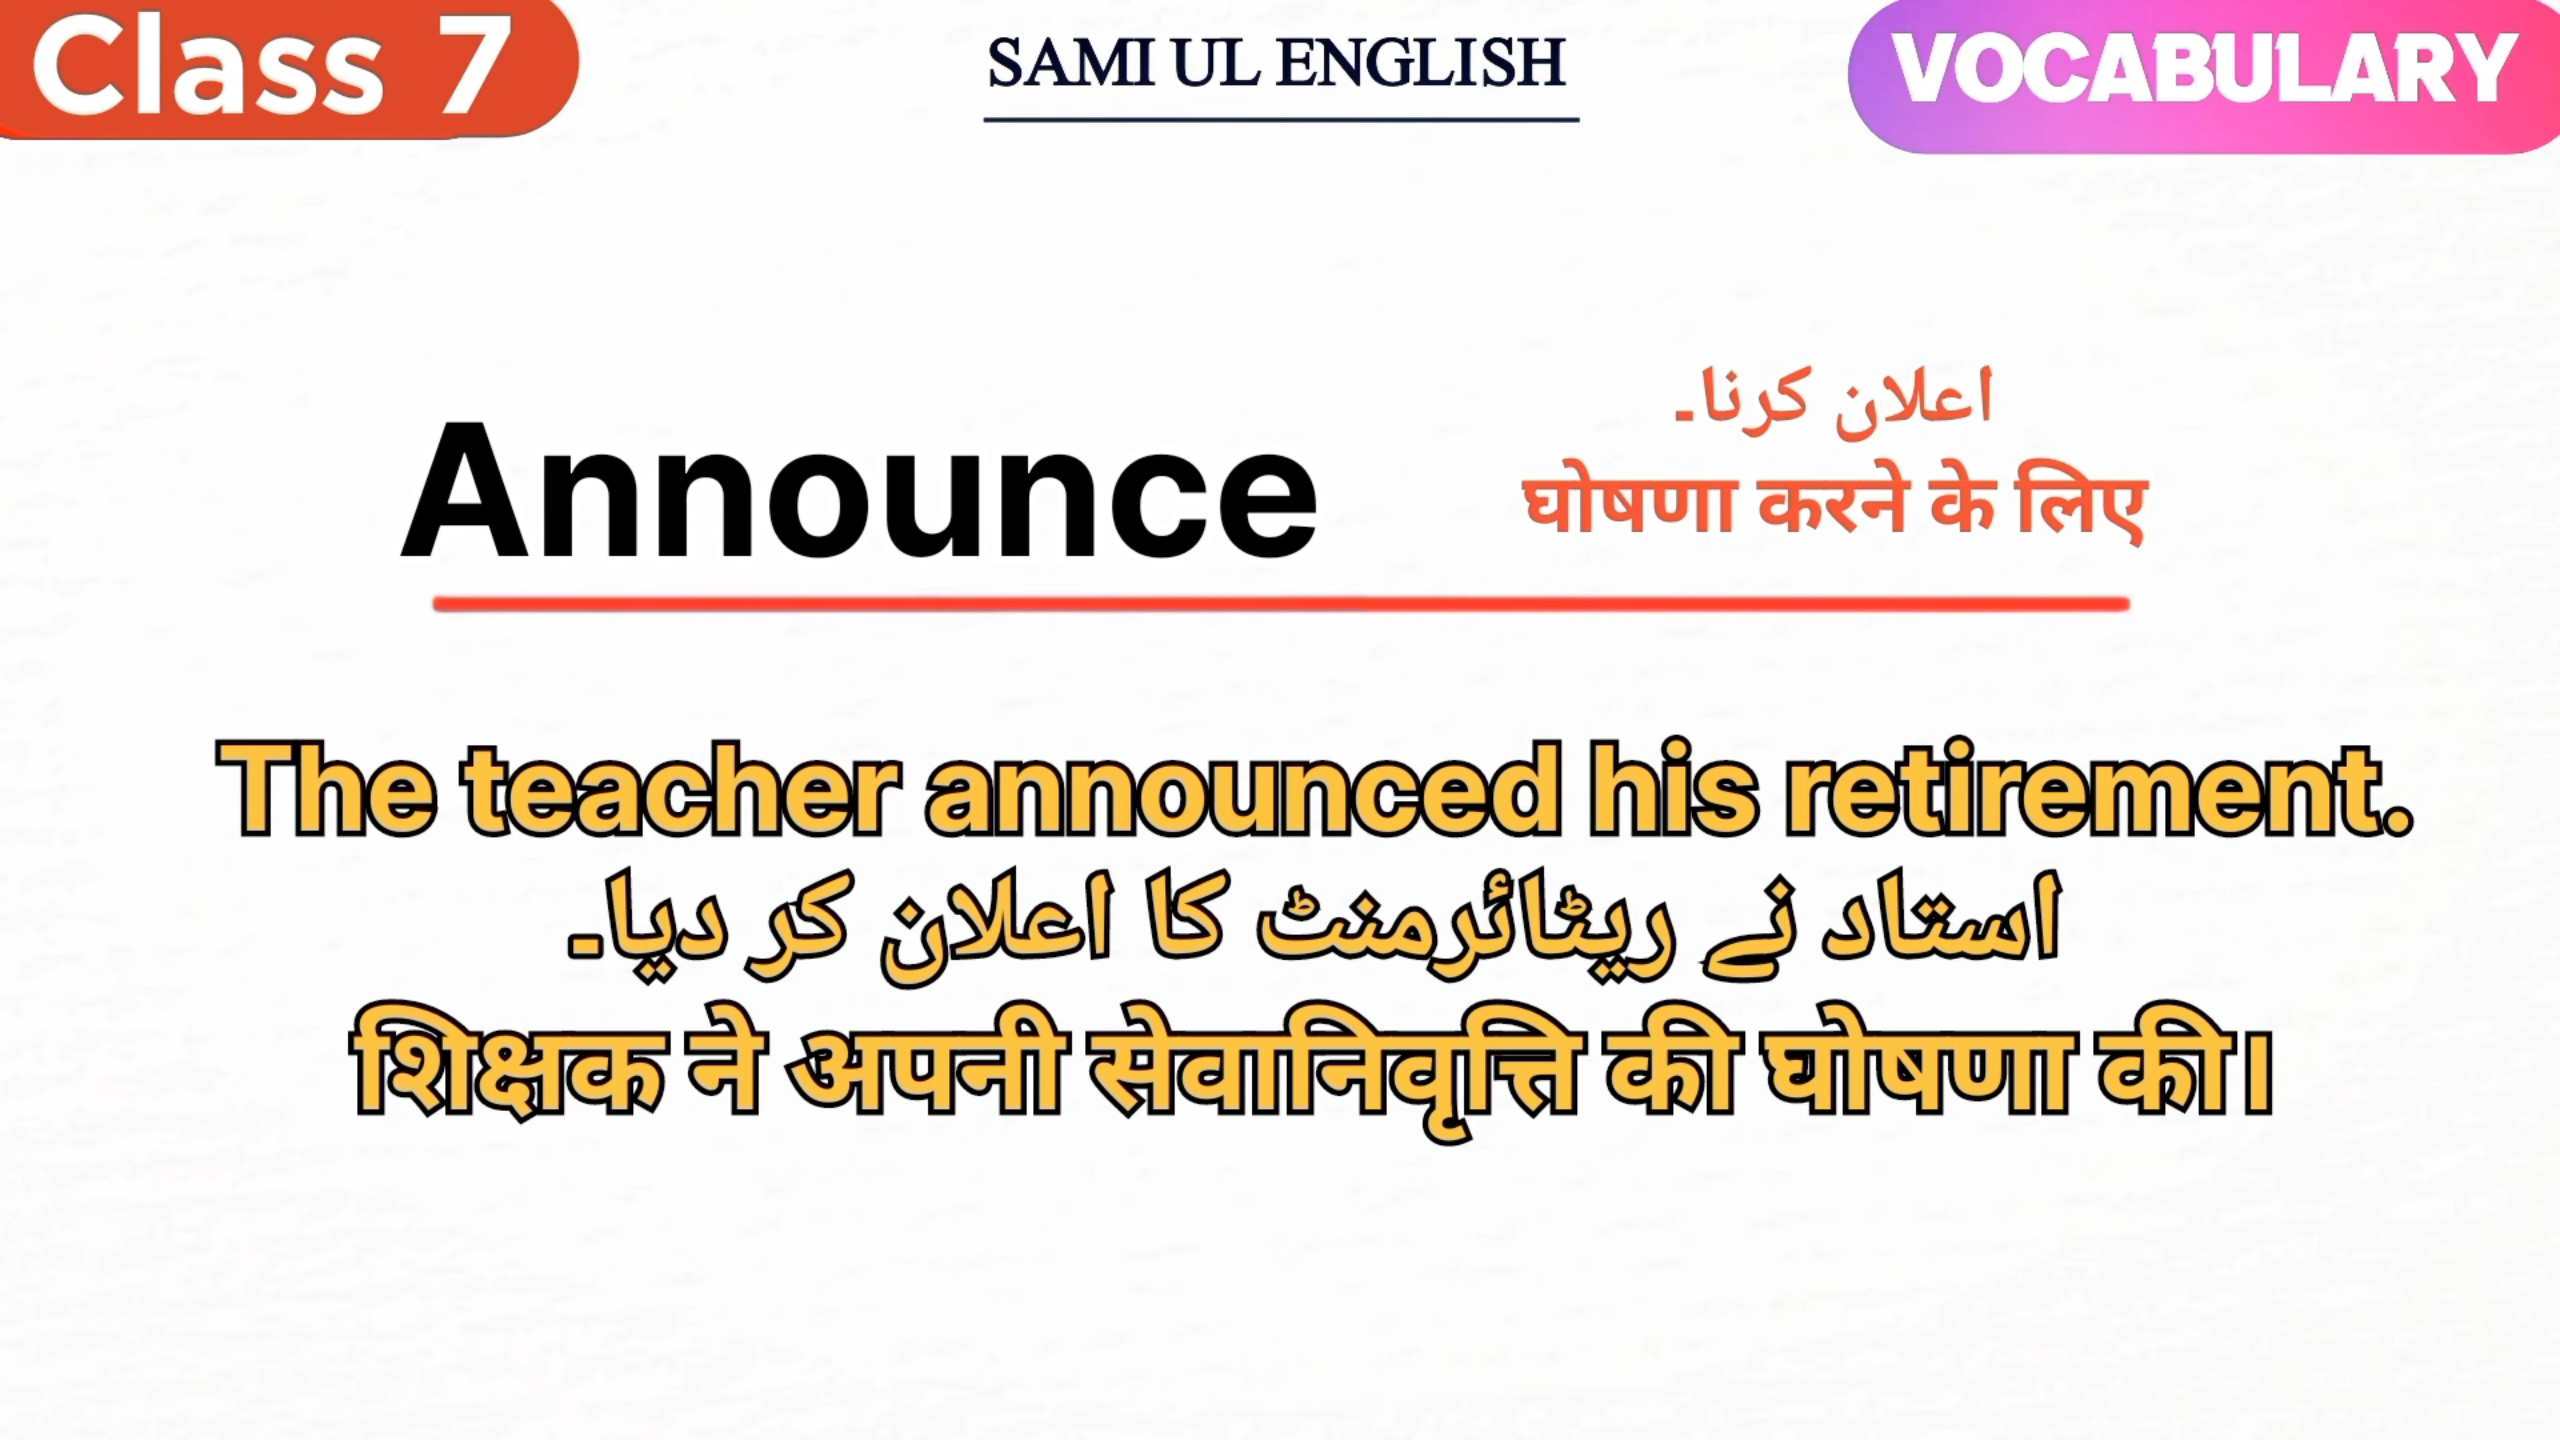 Class 7
SAMI UL ENGLISH
VOCABULARY
اعلان کرنا۔
Announce
घोषणा करने के लिए
The teacher announced his retirement.
استاد نے ریٹائرمنٹ کا اعلان کر دیا۔
शिक्षक ने अपनी सेवानिवृत्ति की घोषणा की।